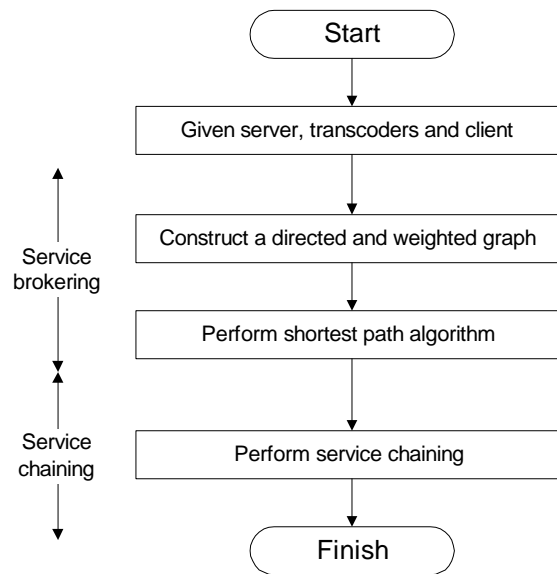 Start
Given server, transcoders and client
Construct a directed and weighted graph
Service
brokering
Perform shortest path algorithm
Service
chaining
Perform service chaining
Finish